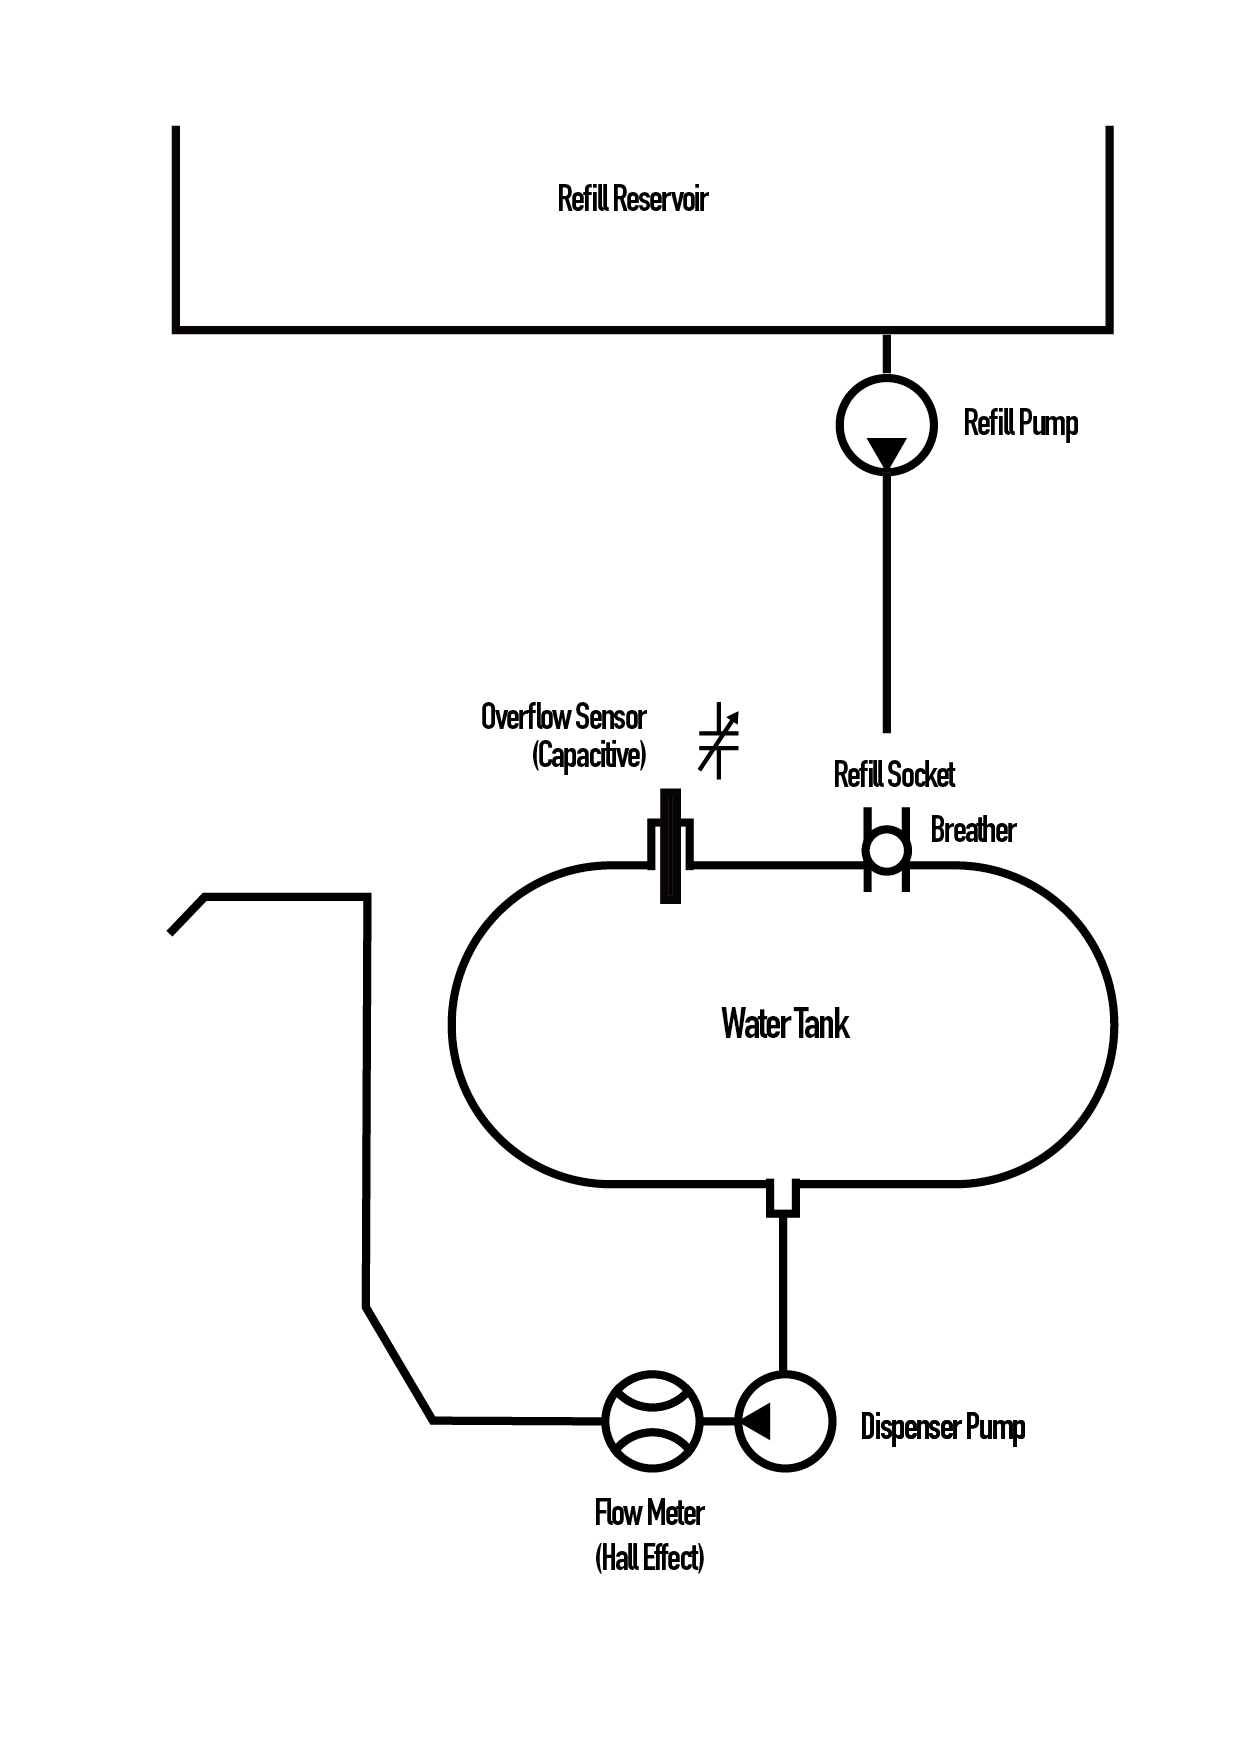 Refill Reservoir
Refill Pump
Overflow Sensor
(Capacitive)
Refill Socket
Breather
Water Tank
Dispenser Pump
Flow Meter
(Hall Effect)